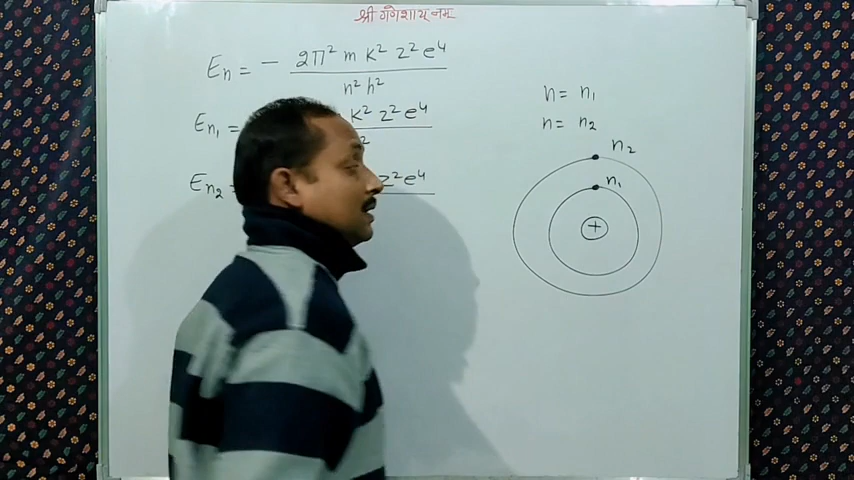 श्री गणेशाय नम
En = - 2π² m k² z² e⁴
n² h²
En₁ = k² z² e⁴
²
En₂ = z² e⁴
n = n₁
n = n₂
n₂
n₁
+